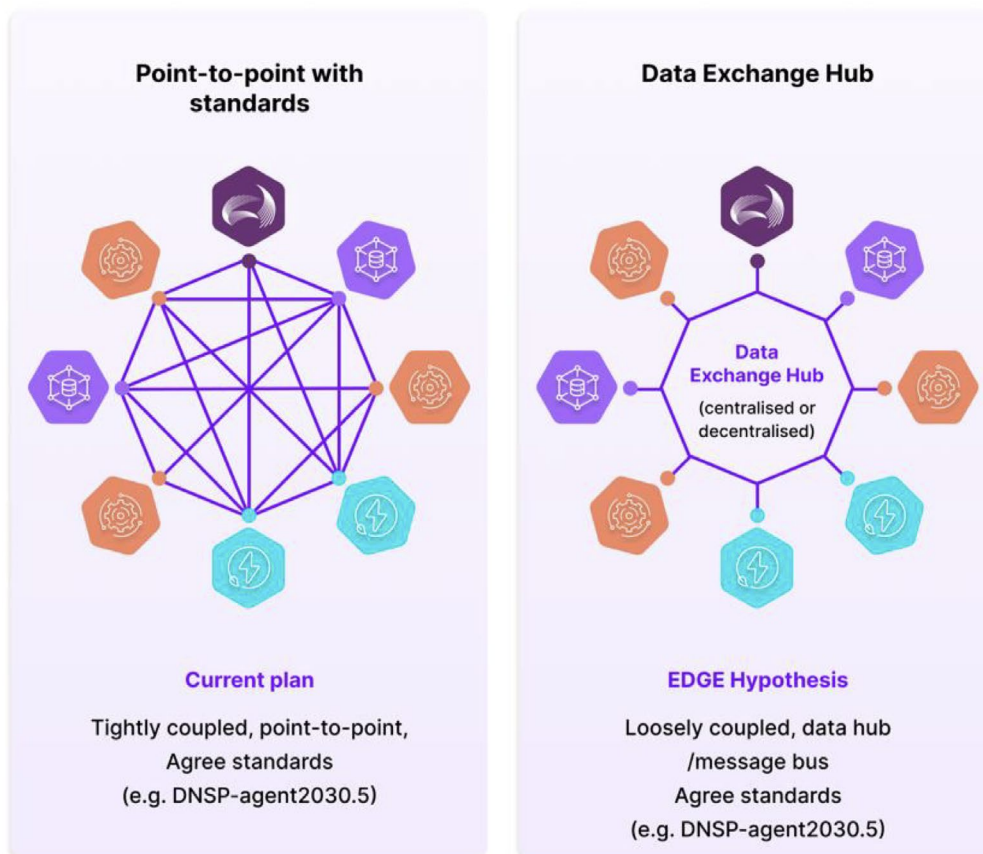 Point-to-point with
standards
Current plan
Tightly coupled, point-to-point,
Agree standards
(e.g. DNSP-agent2030.5)
Data Exchange Hub
Data
Exchange Hub
(centralised or
decentralised)
EDGE Hypothesis
Loosely coupled, data hub
/message bus
Agree standards
(e.g. DNSP-agent2030.5)